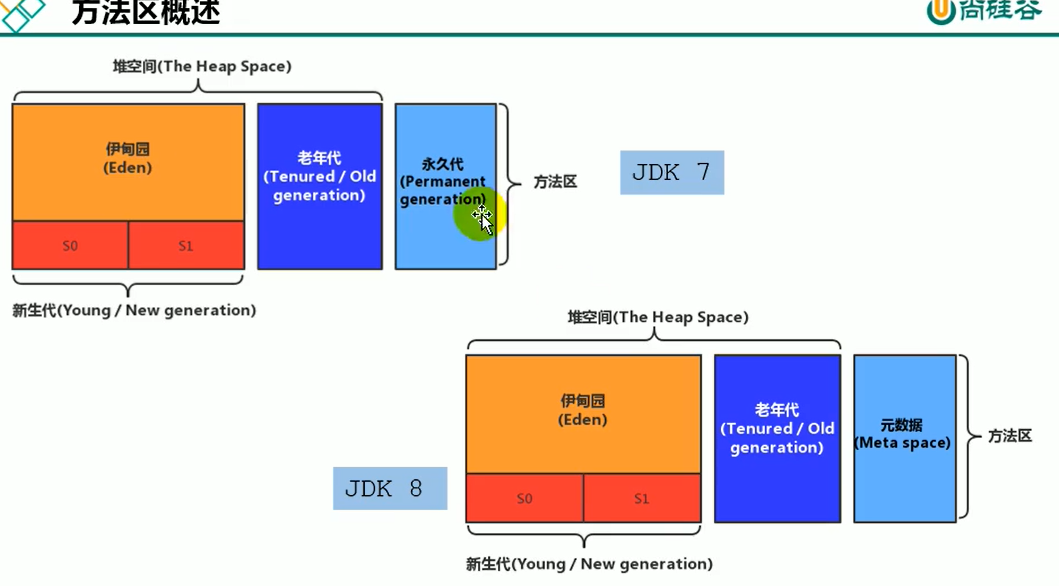 方法区概述
尚硅谷
堆空间(The Heap Space)
伊甸园
(Eden)
老年代
(Tenured / Old
generation)
永久代
(Permanent
generation)
方法区
JDK 7
S0
S1
新生代(Young / New generation)
堆空间(The Heap Space)
伊甸园
(Eden)
老年代
(Tenured / Old
generation)
元数据
(Meta space)
方法区
JDK 8
S0
S1
新生代(Young / New generation)